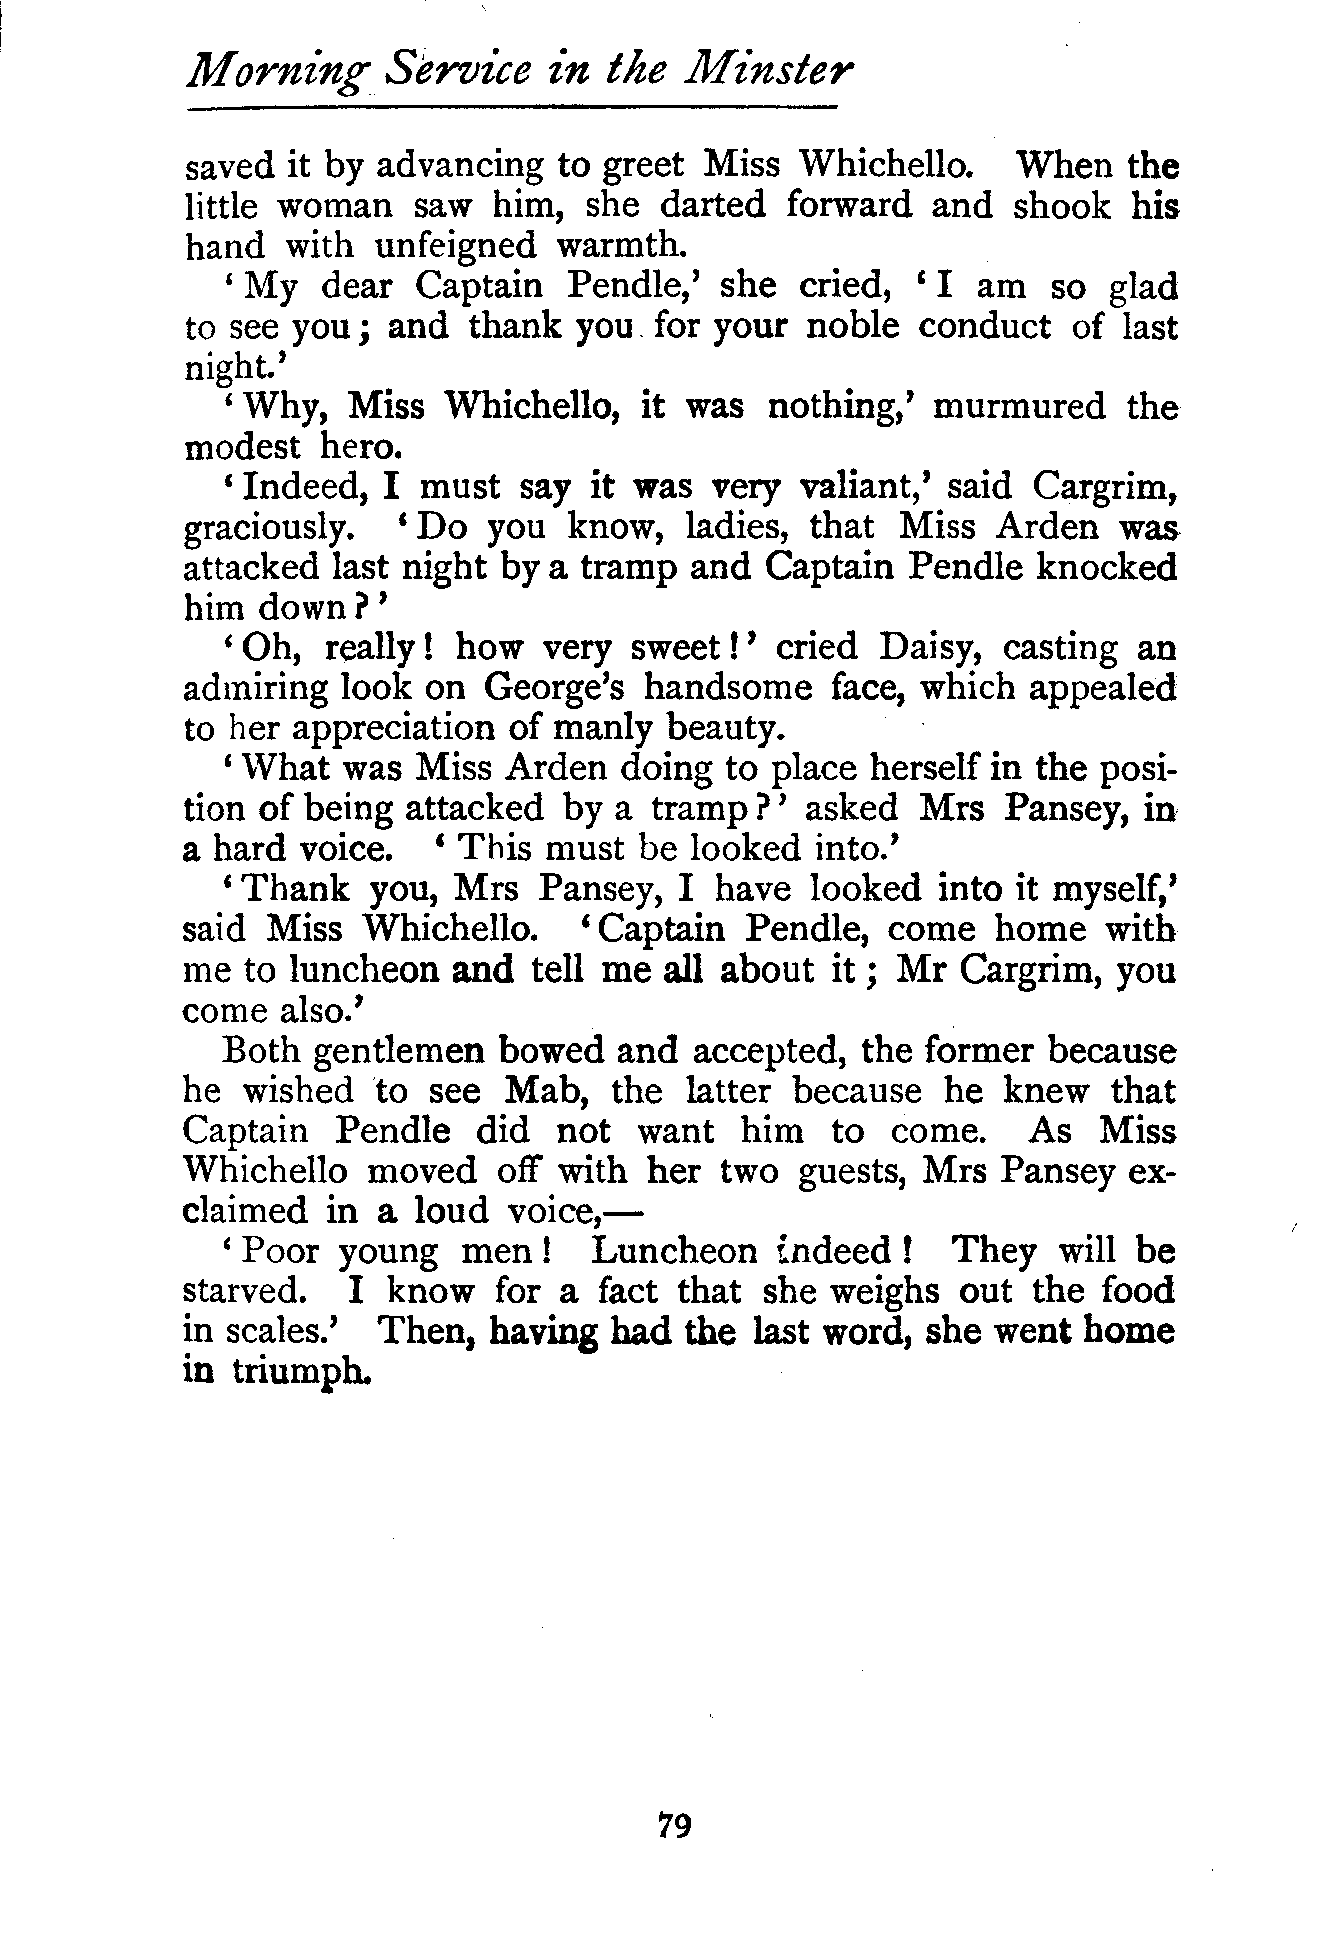 Morning Service in the Minster
saved it by advancing to greet Miss Whichello. When the
little woman saw him, she darted forward and shook his
hand with unfeigned warmth.
‘My dear Captain Pendle,’ she cried, ‘I am so glad
to see you; and thank you for your noble conduct of last
night.’
‘Why, Miss Whichello, it was nothing,’ murmured the
modest hero.
‘Indeed, I must say it was very valiant,’ said Cargrim,
graciously. ‘Do you know, ladies, that Miss Arden was
attacked last night by a tramp and Captain Pendle knocked
him down?’
‘Oh, really! how very sweet!’ cried Daisy, casting an
admiring look on George's handsome face, which appealed
to her appreciation of manly beauty.
‘What was Miss Arden doing to place herself in the posi-
tion of being attacked by a tramp?’ asked Mrs Pansey, in
a hard voice. ‘This must be looked into.’
‘Thank you, Mrs Pansey, I have looked into it myself,’
said Miss Whichello. ‘Captain Pendle, come home with
me to luncheon and tell me all about it; Mr Cargrim, you
come also.’
Both gentlemen bowed and accepted, the former because
he wished to see Mab, the latter because he knew that
Captain Pendle did not want him to come. As Miss
Whichello moved off with her two guests, Mrs Pansey ex-
claimed in a loud voice,—
‘Poor young men! Luncheon indeed! They will be
starved. I know for a fact that she weighs out the food
in scales.’ Then, having had the last word, she went home
in triumph.
79